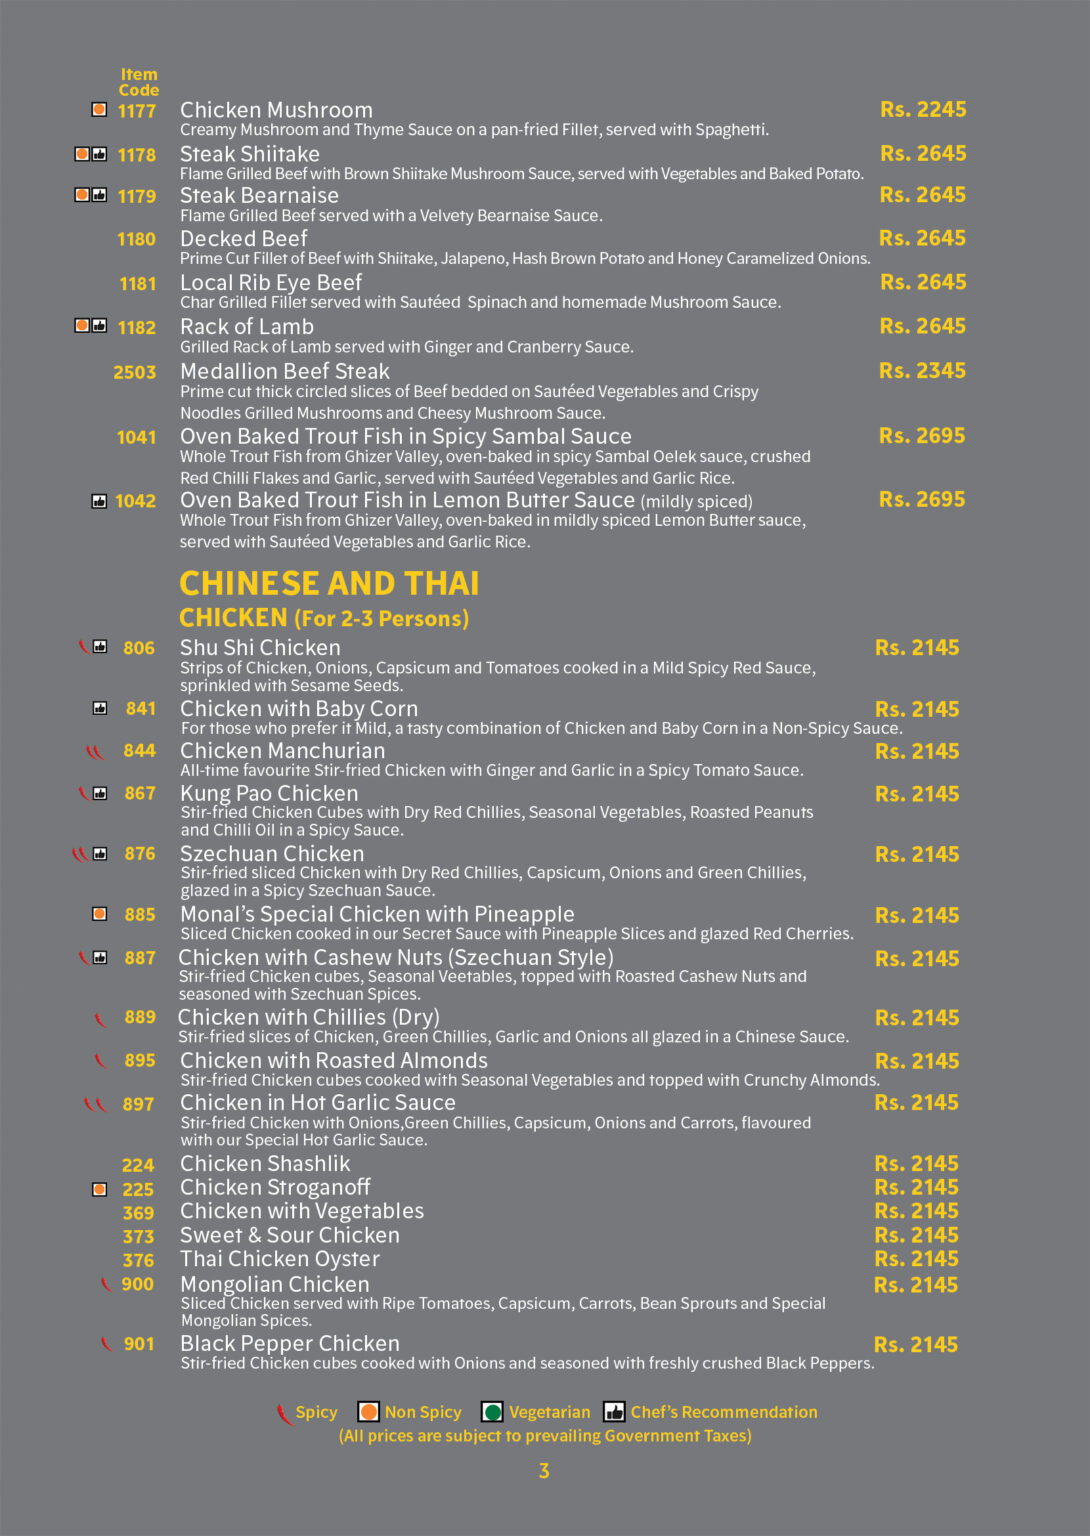 Item
Code
1177 Chicken Mushroom Rs. 2245
Creamy Mushroom and Thyme Sauce on a pan-fried Fillet, served with Spaghetti.
1178 Steak Shiitake Rs. 2645
Flame Grilled Beef with Brown Shiitake Mushroom Sauce, served with Vegetables and Baked Potato.
1179 Steak Bearnaise Rs. 2645
Flame Grilled Beef served with a Velvety Bearnaise Sauce.
1180 Decked Beef Rs. 2645
Prime Cut Fillet of Beef with Shiitake, Jalapeno, Hash Brown Potato and Honey Caramelized Onions.
1181 Local Rib Eye Beef Rs. 2645
Char Grilled Fillet served with Sautéed Spinach and homemade Mushroom Sauce.
1182 Rack of Lamb Rs. 2645
Grilled Rack of Lamb served with Ginger and Cranberry Sauce.
2503 Medallion Beef Steak Rs. 2345
Prime cut thick circled slices of Beef bedded on Sautéed Vegetables and Crispy
Noodles Grilled Mushrooms and Cheesy Mushroom Sauce.
1041 Oven Baked Trout Fish in Spicy Sambal Sauce Rs. 2695
Whole Trout Fish from Ghizer Valley, oven-baked in spicy Sambal Oelek sauce, crushed
Red Chilli Flakes and Garlic, served with Sautéed Vegetables and Garlic Rice.
1042 Oven Baked Trout Fish in Lemon Butter Sauce (mildly spiced) Rs. 2695
Whole Trout Fish from Ghizer Valley, oven-baked in mildly spiced Lemon Butter sauce,
served with Sautéed Vegetables and Garlic Rice.
CHINESE AND THAI
CHICKEN (For 2-3 Persons)
806 Shu Shi Chicken Rs. 2145
Strips of Chicken, Onions, Capsicum and Tomatoes cooked in a Mild Spicy Red Sauce,
sprinkled with Sesame Seeds.
841 Chicken with Baby Corn Rs. 2145
For those who prefer it Mild, a tasty combination of Chicken and Baby Corn in a Non-Spicy Sauce.
844 Chicken Manchurian Rs. 2145
All-time favourite Stir-fried Chicken with Ginger and Garlic in a Spicy Tomato Sauce.
867 Kung Pao Chicken Rs. 2145
Stir-fried Chicken Cubes with Dry Red Chillies, Seasonal Vegetables, Roasted Peanuts
and Chilli Oil in a Spicy Sauce.
876 Szechuan Chicken Rs. 2145
Stir-fried sliced Chicken with Dry Red Chillies, Capsicum, Onions and Green Chillies,
glazed in a Spicy Szechuan Sauce.
885 Monal's Special Chicken with Pineapple Rs. 2145
Sliced Chicken cooked in our Secret Sauce with Pineapple Slices and glazed Red Cherries.
887 Chicken with Cashew Nuts (Szechuan Style) Rs. 2145
Stir-fried Chicken cubes, Seasonal Veetables, topped with Roasted Cashew Nuts and
seasoned with Szechuan Spices.
889 Chicken with Chillies (Dry) Rs. 2145
Stir-fried slices of Chicken, Green Chillies, Garlic and Onions all glazed in a Chinese Sauce.
895 Chicken with Roasted Almonds Rs. 2145
Stir-fried Chicken cubes cooked with Seasonal Vegetables and topped with Crunchy Almonds.
897 Chicken in Hot Garlic Sauce Rs. 2145
Stir-fried Chicken with Onions,Green Chillies, Capsicum, Onions and Carrots, flavoured
with our Special Hot Garlic Sauce.
224 Chicken Shashlik Rs. 2145
225 Chicken Stroganoff Rs. 2145
369 Chicken with Vegetables Rs. 2145
373 Sweet & Sour Chicken Rs. 2145
376 Thai Chicken Oyster Rs. 2145
900 Mongolian Chicken Rs. 2145
Sliced Chicken served with Ripe Tomatoes, Capsicum, Carrots, Bean Sprouts and Special
Mongolian Spices.
901 Black Pepper Chicken Rs. 2145
Stir-fried Chicken cubes cooked with Onions and seasoned with freshly crushed Black Peppers.
Spicy Non Spicy Vegetarian Chef's Recommendation
(All prices are subject to prevailing Government Taxes)
3